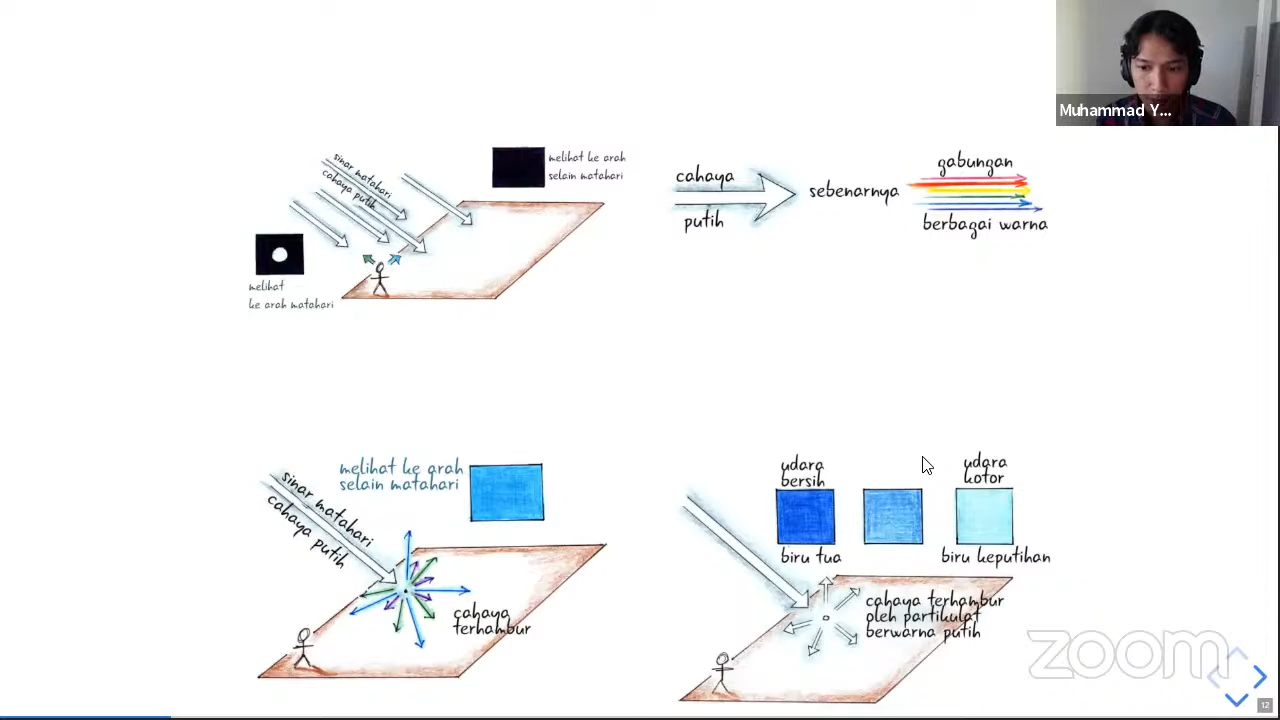 Muhammad Y...
sinar matahari
cahaya putih
melihat ke arah
selain matahari
melihat
ke arah matahari
cahaya
putih
sebenarnya
gabungan
berbagai warna
melihat ke arah
selain matahari
sinar matahari
cahaya putih
cahaya
terhambur
udara
bersih
udara
kotor
biru tua
biru keputihan
cahaya terhambur
oleh partikulat
berwarna putih
zoom
12